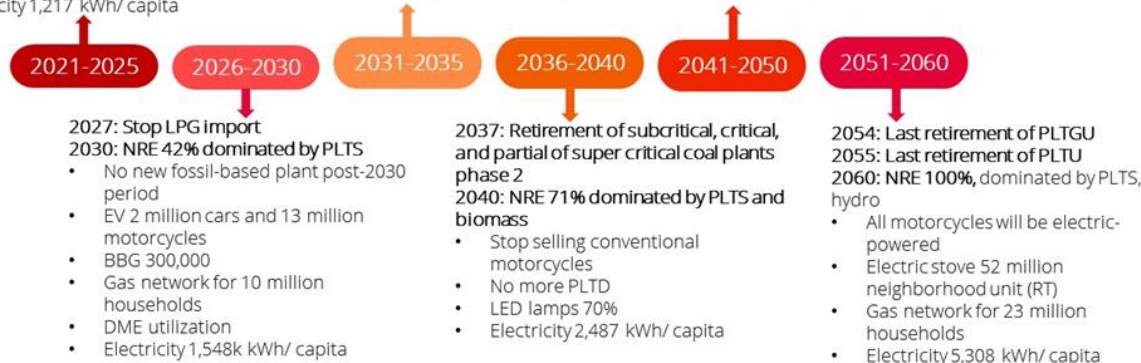 city 1,217 kWh/ capita
2021-2025
2026-2030
2031-2035
2036-2040
2041-2050
2051-2060
2027: Stop LPG import
2030: NRE 42% dominated by PLTS
• No new fossil-based plant post-2030
period
• EV 2 million cars and 13 million
motorcycles
• BBG 300,000
• Gas network for 10 million
households
• DME utilization
• Electricity 1,548k kWh/ capita
2037: Retirement of subcritical, critical,
and partial of super critical coal plants
phase 2
2040: NRE 71% dominated by PLTS and
biomass
• Stop selling conventional
motorcycles
• No more PLTD
• LED lamps 70%
• Electricity 2,487 kWh/ capita
2054: Last retirement of PLTGU
2055: Last retirement of PLTU
2060: NRE 100%, dominated by PLTS,
hydro
• All motorcycles will be electric-
powered
• Electric stove 52 million
neighborhood unit (RT)
• Gas network for 23 million
households
• Electricity 5,308 kWh/ capita